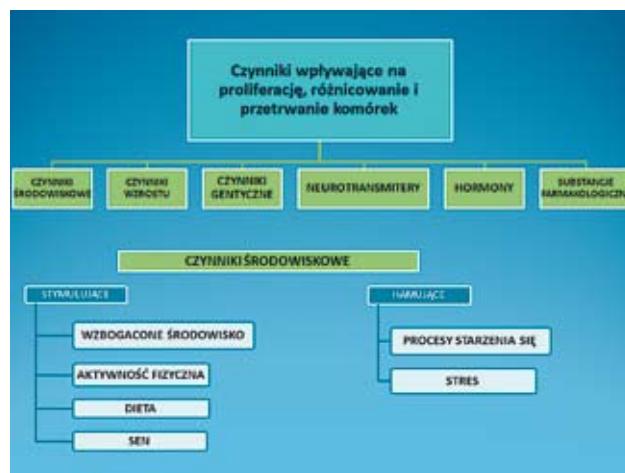 Czynniki wpływające na
proliferację, różnicowanie i
przetrwanie komórek
CZYNNIKI
ŚRODOWISKOWE
CZYNNIKI
WZROSTU
CZYNNIKI
GENTYCZNE
NEUROTRANSMITERY
HORMONY
SUBSTANCJE
FARMAKOLOGICZN
CZYNNIKI ŚRODOWISKOWE
STYMULUJĄCE
WZBOGACONE ŚRODOWISKO
AKTYWNOŚĆ FIZYCZNA
DIETA
SEN
HAMUJĄCE
PROCESY STARZENIA SIĘ
STRES